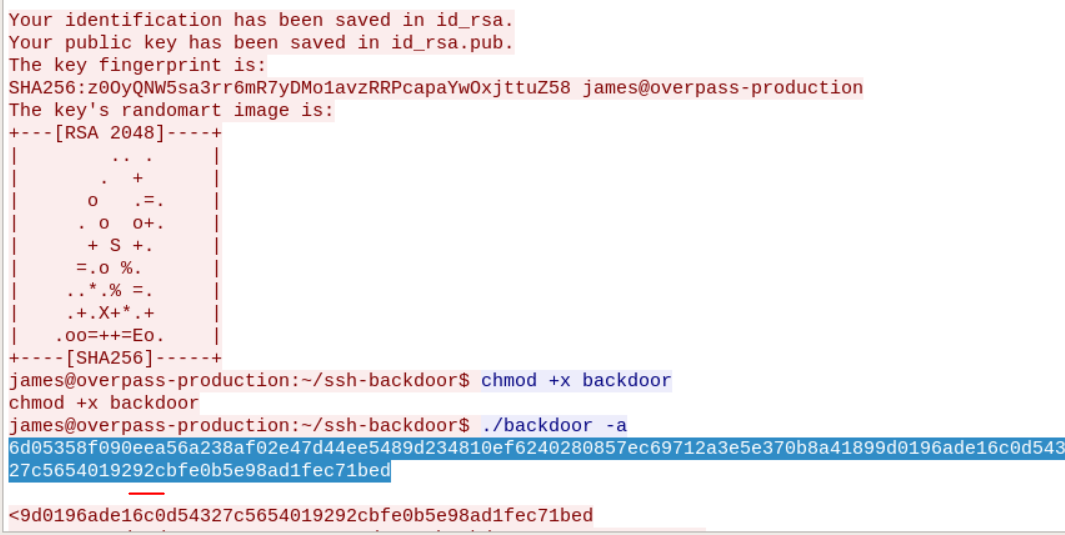 Your identification has been saved in id_rsa.
Your public key has been saved in id_rsa.pub.
The key fingerprint is:
SHA256:z0OyQNW5sa3rr6mR7yDMo1avzRRPcapaYwOxjttuZ58 james@overpass-production
The key's randomart image is:
+---[RSA 2048]----+
|        .. .     |
|       .  +      |
|      o   .=.    |
|     . o  o+.    |
|      + S +.     |
|     =.o %.      |
|    ..*.% =.     |
|    .+.X+*.+     |
|   .oo=++=Eo.    |
+----[SHA256]-----+
james@overpass-production:~/ssh-backdoor$ chmod +x backdoor
chmod +x backdoor
james@overpass-production:~/ssh-backdoor$ ./backdoor -a
6d05358f090eea56a238af02e47d44ee5489d234810ef6240280857ec69712a3e5e370b8a41899d0196ade16c0d543
27c5654019292cbfe0b5e98ad1fec71bed
<9d0196ade16c0d54327c5654019292cbfe0b5e98ad1fec71bed